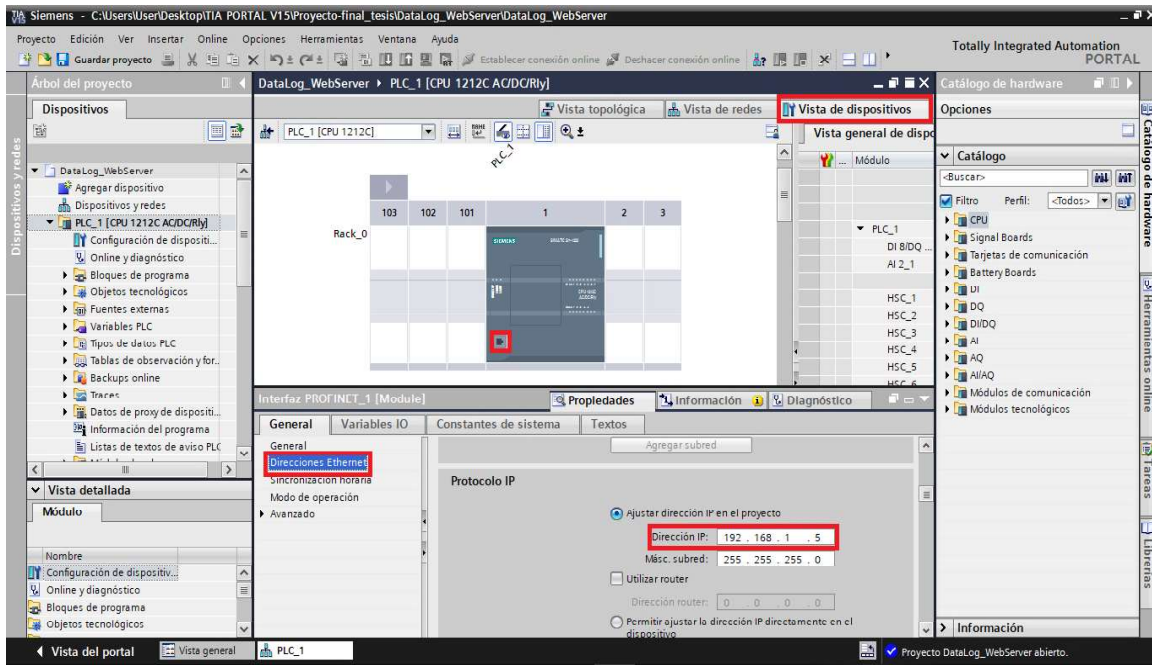 Siemens - C:\Users\User\Desktop\TIA PORTAL V15\Proyecto-final_tesis\DataLog_WebServer\DataLog_WebServer
Proyecto Edición Ver Insertar Online Opciones Herramientas Ventana Ayuda
Totally Integrated Automation
PORTAL
Guardar proyecto
Establecer conexión online
Deshacer conexión online
Árbol del proyecto
Dispositivos
DataLog_WebServer
Agregar dispositivo
Dispositivos y redes
PLC_1 [CPU 1212C AC/DC/Rly]
Configuración de dispositi...
Online y diagnóstico
Bloques de programa
Objetos tecnológicos
Fuentes externas
Variables PLC
Tipos de datos PLC
Tablas de observación y for...
Backups online
Traces
Datos de proxy de dispositi...
Información del programa
Listas de textos de aviso PLC
Vista detallada
Módulo
Nombre
Configuración de dispositiv...
Online y diagnóstico
Bloques de programa
Objetos tecnológicos
Dispositivos y redes
DataLog_WebServer PLC_1 [CPU 1212C AC/DC/Rly]
Vista topológica
Vista de redes
Vista de dispositivos
PLC_1 [CPU 1212C]
PLC_1
103 102 101 1 2 3
Rack_0
SIEMENS
Vista general de dispo
... Módulo
PLC_1
DI 8/DQ ...
AI 2_1
HSC_1
HSC_2
HSC_3
HSC_4
HSC_5
HSC_6
Interfaz PROFINET_1 [Module]
Propiedades
Información
Diagnóstico
General
Variables IO
Constantes de sistema
Textos
General
Direcciones Ethernet
Sincronización horaria
Modo de operación
Avanzado
Agregar subred
Protocolo IP
Ajustar dirección IP en el proyecto
Dirección IP: 192 . 168 . 1 . 5
Másc. subred: 255 . 255 . 255 . 0
Utilizar router
Dirección router: 0 . 0 . 0 . 0
Permitir ajustar la dirección IP directamente en el
dispositivo
Catálogo de hardware
Opciones
Catálogo
<Buscar>
Filtro Perfil: <Todos>
CPU
Signal Boards
Tarjetas de comunicación
Battery Boards
DI
DQ
DI/DQ
AI
AQ
AI/AQ
Módulos de comunicación
Módulos tecnológicos
Información
Catálogo de hardware
Herramientas online
Tareas
Librerías
Vista del portal
Vista general
PLC_1
Proyecto DataLog_WebServer abierto.